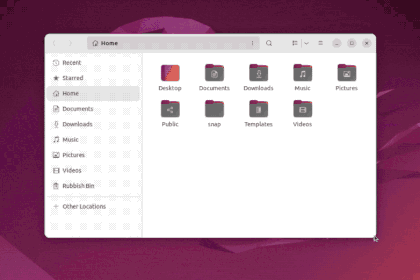 Home
Recent
Starred
Home
Documents
Downloads
Music
Pictures
Videos
Rubbish Bin
Other Locations
Desktop Documents Downloads Music Pictures
Public snap Templates Videos